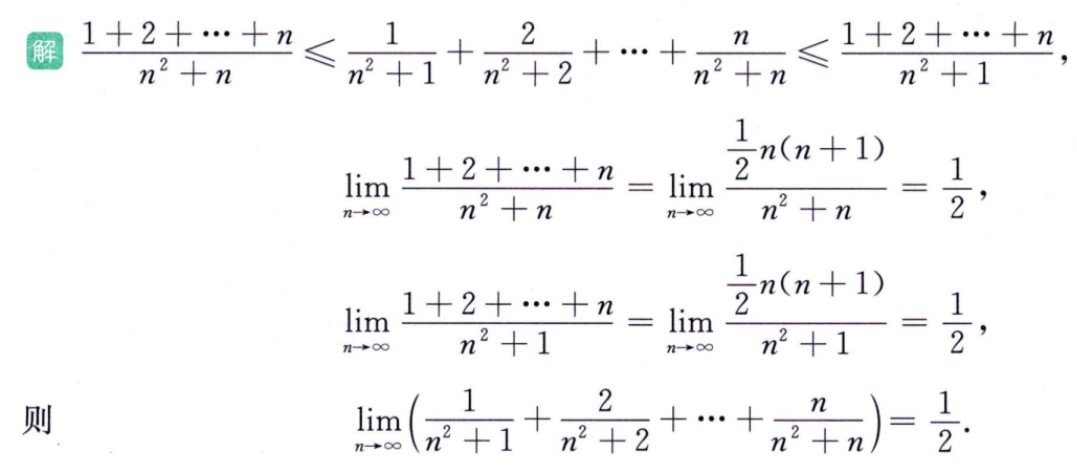 解 \frac{1+2+\cdots+n}{n^2+n} \leqslant \frac{1}{n^2+1}+\frac{2}{n^2+2}+\cdots+\frac{n}{n^2+n} \leqslant \frac{1+2+\cdots+n}{n^2+1},
\lim_{n\to\infty} \frac{1+2+\cdots+n}{n^2+n} = \lim_{n\to\infty} \frac{\frac{1}{2}n(n+1)}{n^2+n} = \frac{1}{2},
\lim_{n\to\infty} \frac{1+2+\cdots+n}{n^2+1} = \lim_{n\to\infty} \frac{\frac{1}{2}n(n+1)}{n^2+1} = \frac{1}{2},
则 \lim_{n\to\infty} \left(\frac{1}{n^2+1}+\frac{2}{n^2+2}+\cdots+\frac{n}{n^2+n}\right) = \frac{1}{2}.